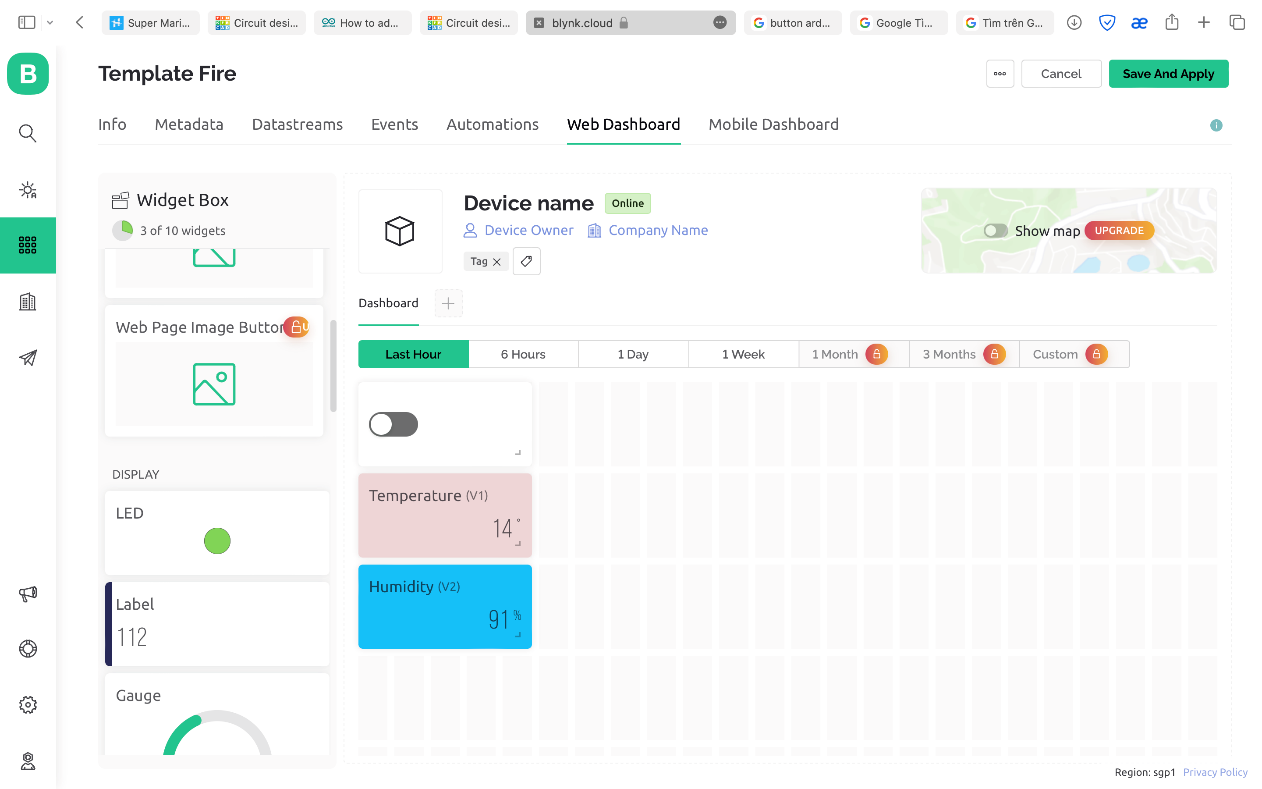 Super Mari...
Circuit desi...
How to ad...
Circuit desi...
blynk.cloud
button ard...
Google Tì...
Tìm trên G...
B
Template Fire
Cancel
Save And Apply
Info
Metadata
Datastreams
Events
Automations
Web Dashboard
Mobile Dashboard
Widget Box
3 of 10 widgets
Web Page Image Button
DISPLAY
LED
Label
112
Gauge
Device name
Online
Device Owner
Company Name
Tag
Show map
UPGRADE
Dashboard
Last Hour
6 Hours
1 Day
1 Week
1 Month
3 Months
Custom
Temperature (V1)
14 °
Humidity (V2)
91 %
Region: sgp1
Privacy Policy